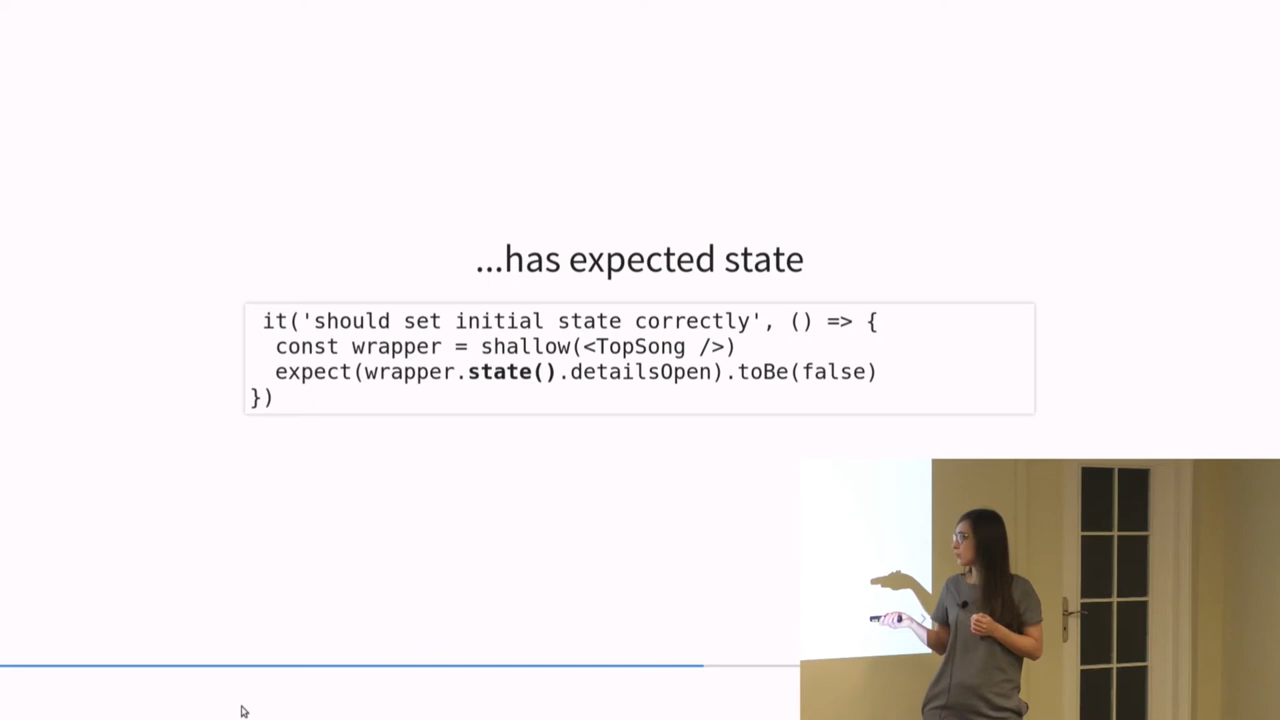 ...has expected state
it('should set initial state correctly', () => {
const wrapper = shallow(<TopSong />)
expect(wrapper.state().detailsOpen).toBe(false)
})